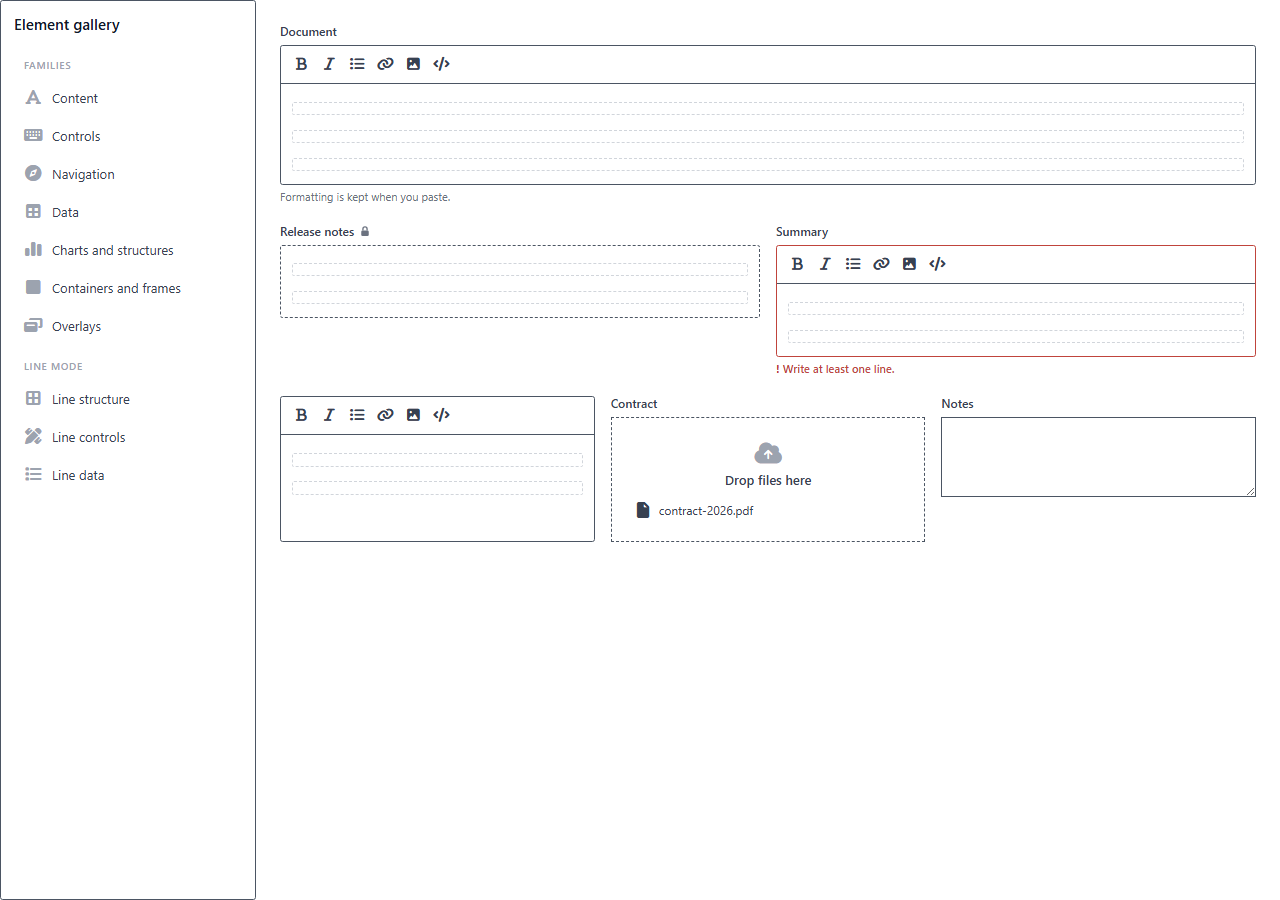 Element gallery
FAMILIES
Content
Controls
Navigation
Data
Charts and structures
Containers and frames
Overlays
LINE MODE
Line structure
Line controls
Line data
Document
Formatting is kept when you paste.
Release notes
Summary
! Write at least one line.
Contract
Drop files here
contract-2026.pdf
Notes